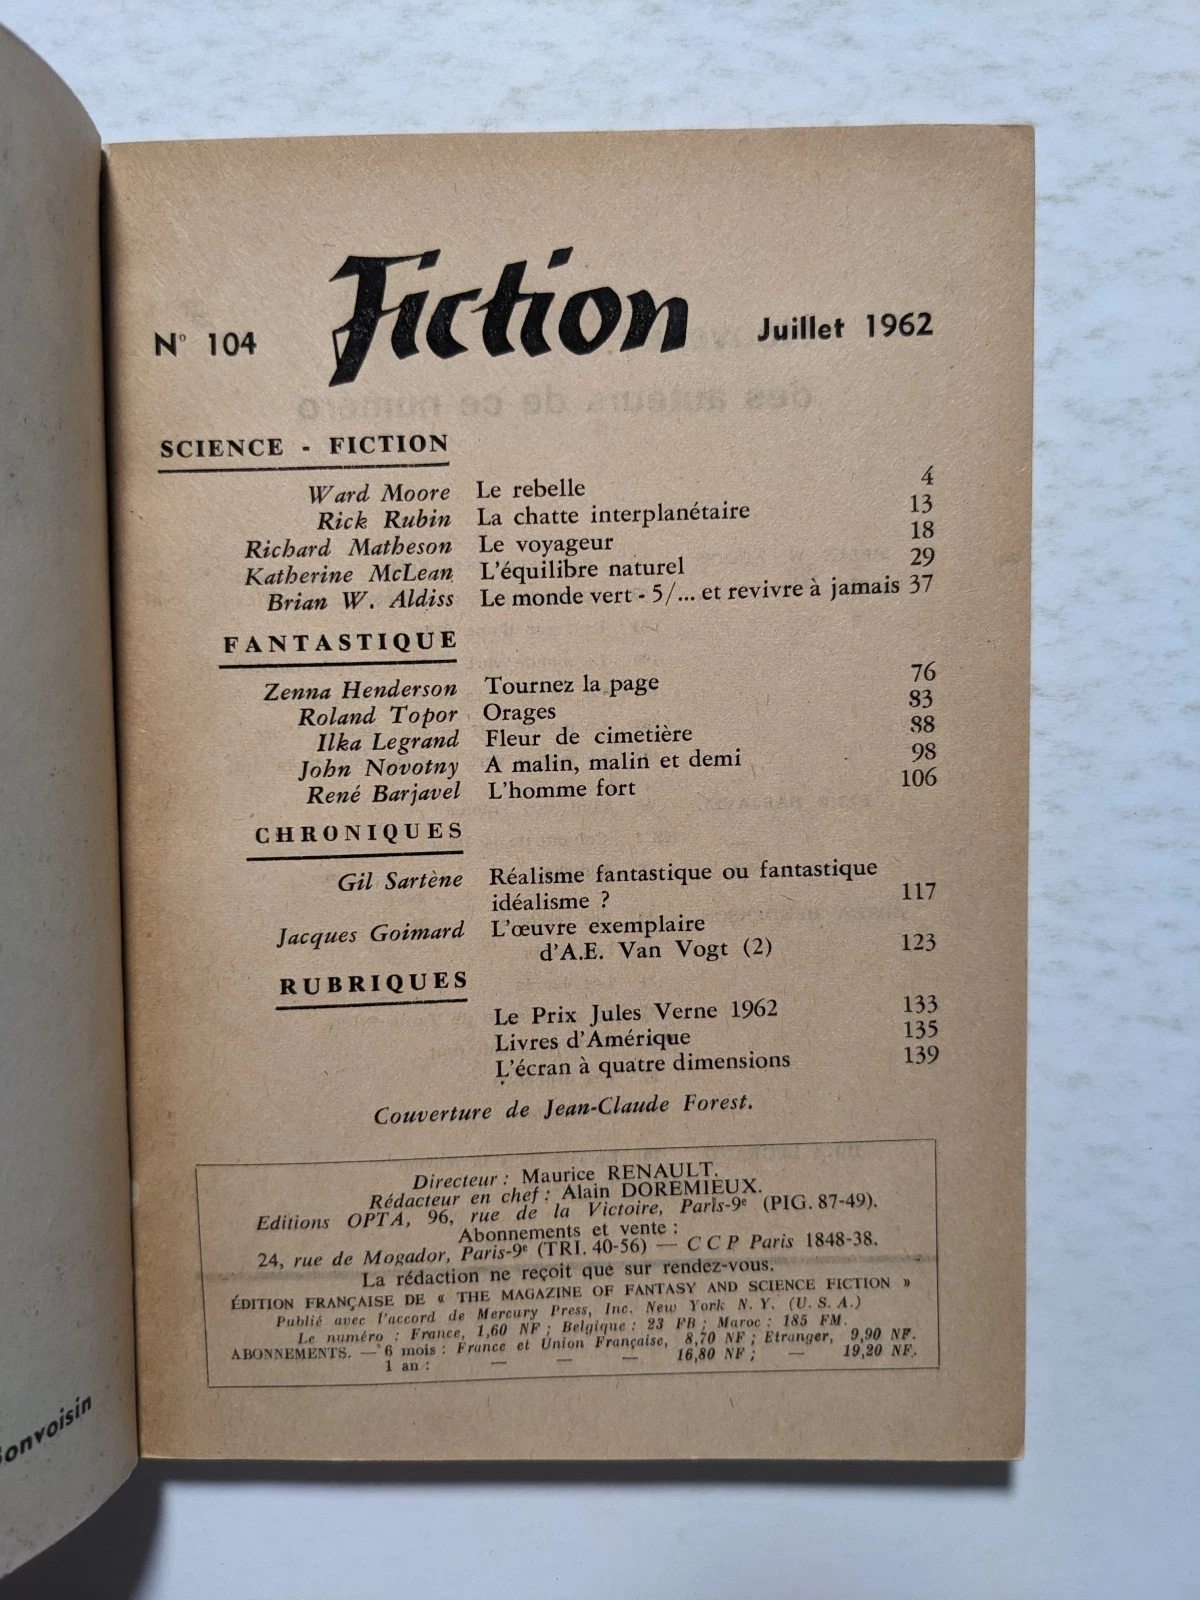 N° 104 Fiction Juillet 1962
SCIENCE - FICTION
Ward Moore Le rebelle 4
Rick Rubin La chatte interplanétaire 13
Richard Matheson Le voyageur 18
Katherine McLean L'équilibre naturel 29
Brian W. Aldiss Le monde vert - 5/... et revivre à jamais 37
FANTASTIQUE
Zenna Henderson Tournez la page 76
Roland Topor Orages 83
Ilka Legrand Fleur de cimetière 88
John Novotny A malin, malin et demi 98
René Barjavel L'homme fort 106
CHRONIQUES
Gil Sartène Réalisme fantastique ou fantastique
idéalisme ? 117
Jacques Goimard L'œuvre exemplaire
d'A.E. Van Vogt (2) 123
RUBRIQUES
Le Prix Jules Verne 1962 133
Livres d'Amérique 135
L'écran à quatre dimensions 139
Couverture de Jean-Claude Forest.
Directeur : Maurice RENAULT.
Rédacteur en chef : Alain DOREMIEUX.
Editions OPTA, 96, rue de la Victoire, Paris-9e (PIG. 87-49).
Abonnements et vente :
24, rue de Mogador, Paris-9e (TRI. 40-56) — C C P Paris 1848-38.
La rédaction ne reçoit que sur rendez-vous.
ÉDITION FRANÇAISE DE « THE MAGAZINE OF FANTASY AND SCIENCE FICTION »
Publié avec l'accord de Mercury Press, Inc. New York N. Y. (U. S. A.)
Le numéro : France, 1,60 NF ; Belgique : 23 FB ; Maroc : 185 FM.
ABONNEMENTS. — 6 mois : France et Union Française, 8,70 NF ; Etranger, 9,90 NF.
1 an : — — — 16,80 NF ; — 19,20 NF.
des auteurs de ce numéro